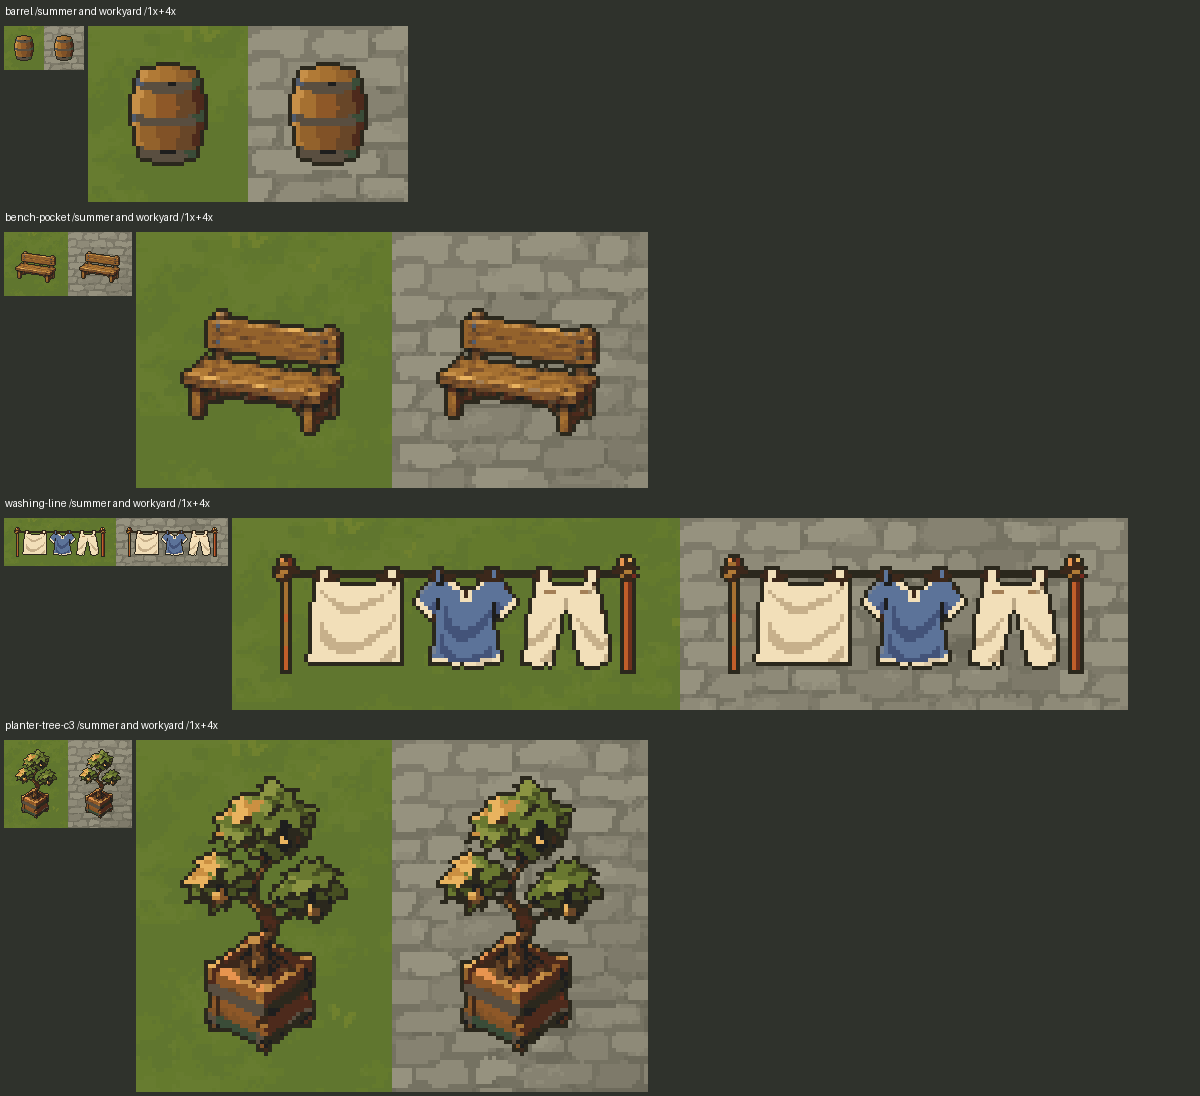 barrel /summer and workyard /1x+4x
bench-pocket /summer and workyard /1x+4x
washing-line /summer and workyard /1x+4x
planter-tree-c3 /summer and workyard /1x+4x